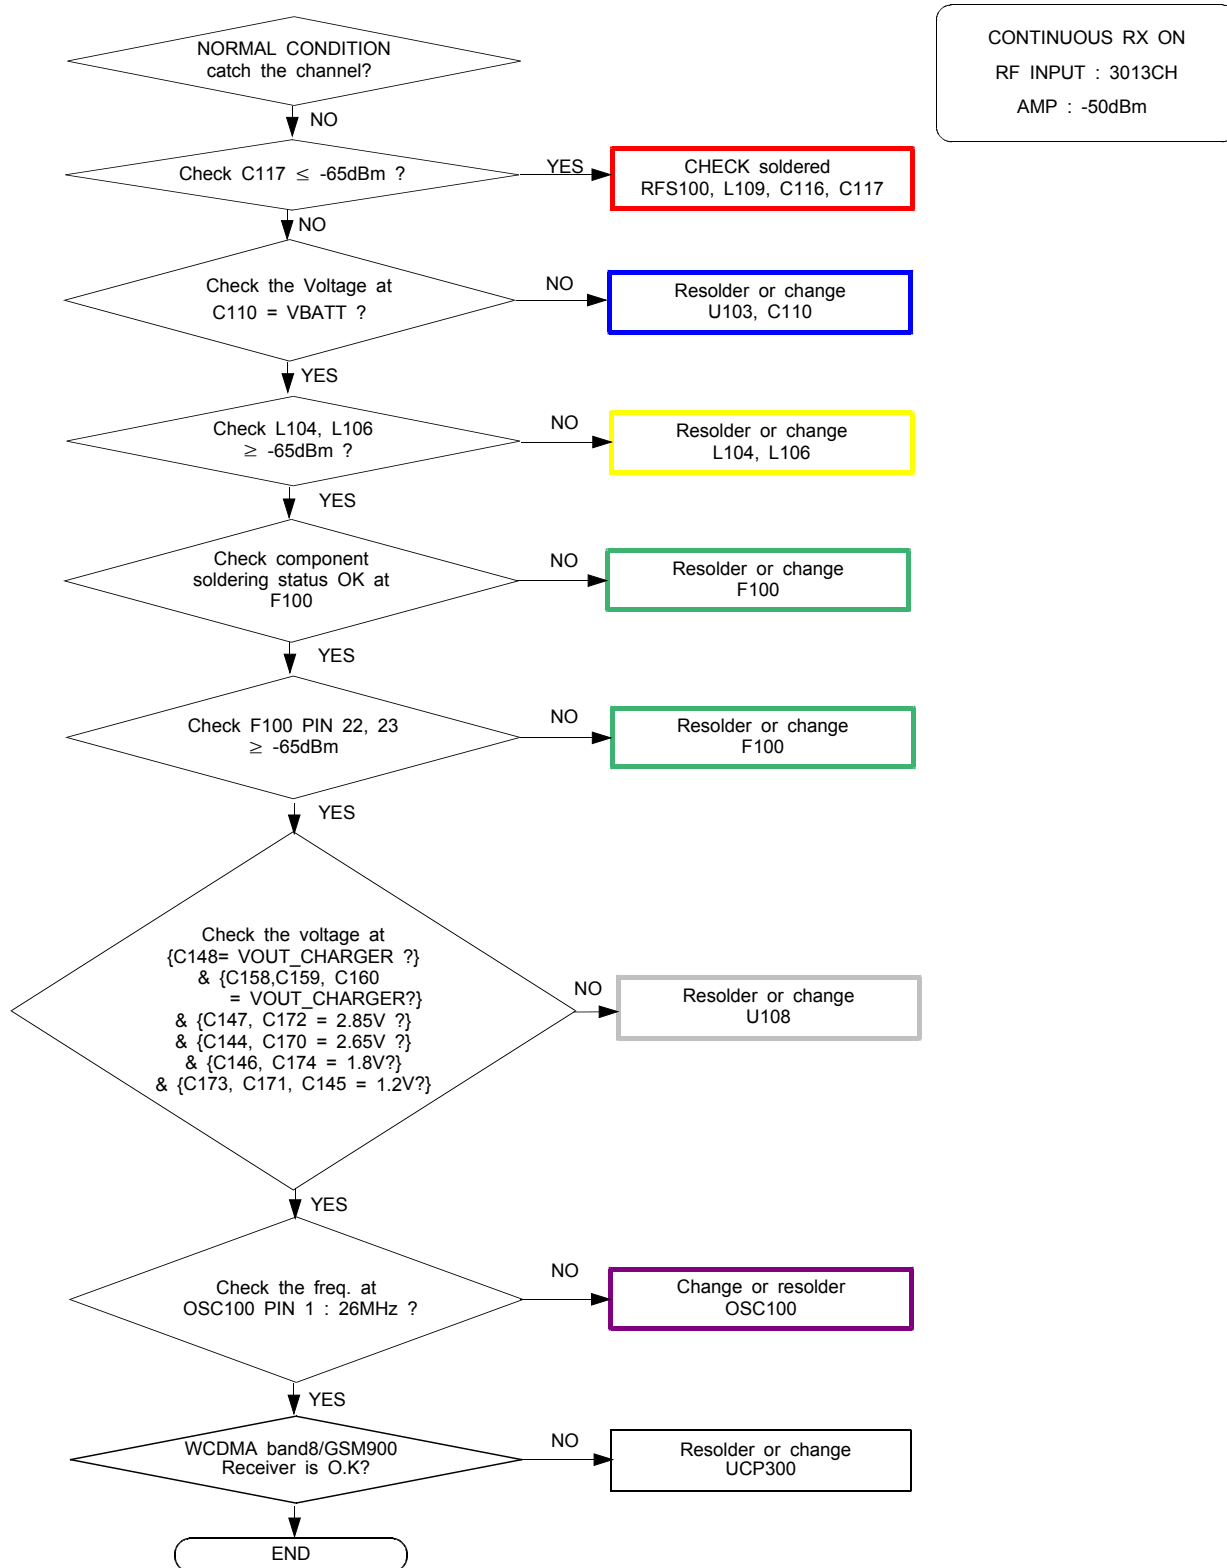 NORMAL CONDITION
catch the channel?
CONTINUOUS RX ON
RF INPUT : 3013CH
AMP : -50dBm
NO
Check C117 ≤ -65dBm ?
YES
CHECK soldered
RFS100, L109, C116, C117
NO
Check the Voltage at
C110 = VBATT ?
NO
Resolder or change
U103, C110
YES
Check L104, L106
≥ -65dBm ?
NO
Resolder or change
L104, L106
YES
Check component
soldering status OK at
F100
NO
Resolder or change
F100
YES
Check F100 PIN 22, 23
≥ -65dBm
NO
Resolder or change
F100
YES
Check the voltage at
{C148= VOUT_CHARGER ?}
& {C158,C159, C160
= VOUT_CHARGER?}
& {C147, C172 = 2.85V ?}
& {C144, C170 = 2.65V ?}
& {C146, C174 = 1.8V?}
& {C173, C171, C145 = 1.2V?}
NO
Resolder or change
U108
YES
Check the freq. at
OSC100 PIN 1 : 26MHz ?
NO
Change or resolder
OSC100
YES
WCDMA band8/GSM900
Receiver is O.K?
NO
Resolder or change
UCP300
END